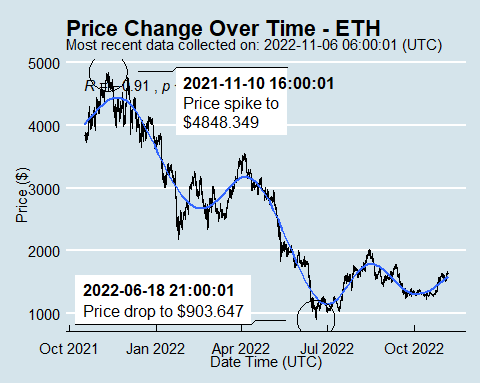 Price Change Over Time - ETH
Most recent data collected on: 2022-11-06 06:00:01 (UTC)
5000
4000
3000
2000
1000
Price ($)
R 0.91 , p
2021-11-10 16:00:01
Price spike to
$4848.349
2022-06-18 21:00:01
Price drop to $903.647
Oct 2021 Jan 2022 Apr 2022 Jul 2022 Oct 2022
Date Time (UTC)